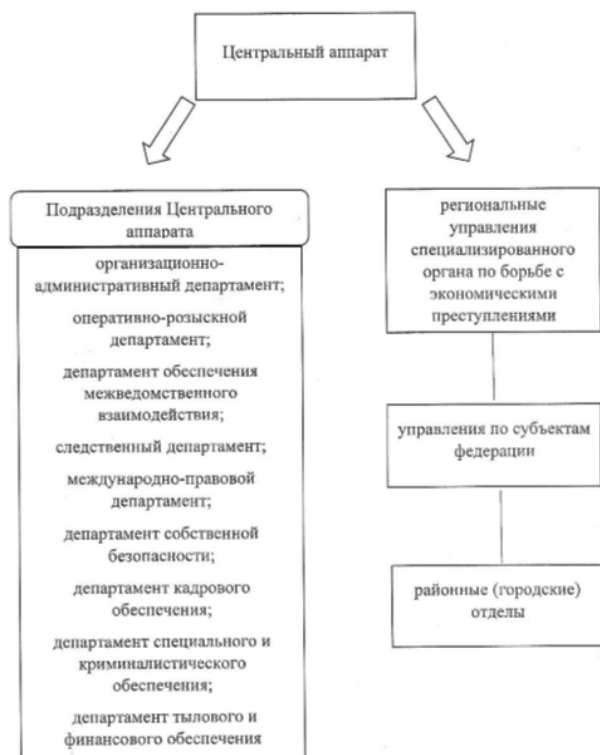 Центральный аппарат
Подразделения Центрального
аппарата
организационно-
административный департамент;
оперативно-розыскной
департамент;
департамент обеспечения
межведомственного
взаимодействия;
следственный департамент;
международно-правовой
департамент;
департамент собственной
безопасности;
департамент кадрового
обеспечения;
департамент специального и
криминалистического
обеспечения;
департамент тылового и
финансового обеспечения
региональные
управления
специализированного
органа по борьбе с
экономическими
преступлениями
управления по субъектам
федерации
районные (городские)
отделы